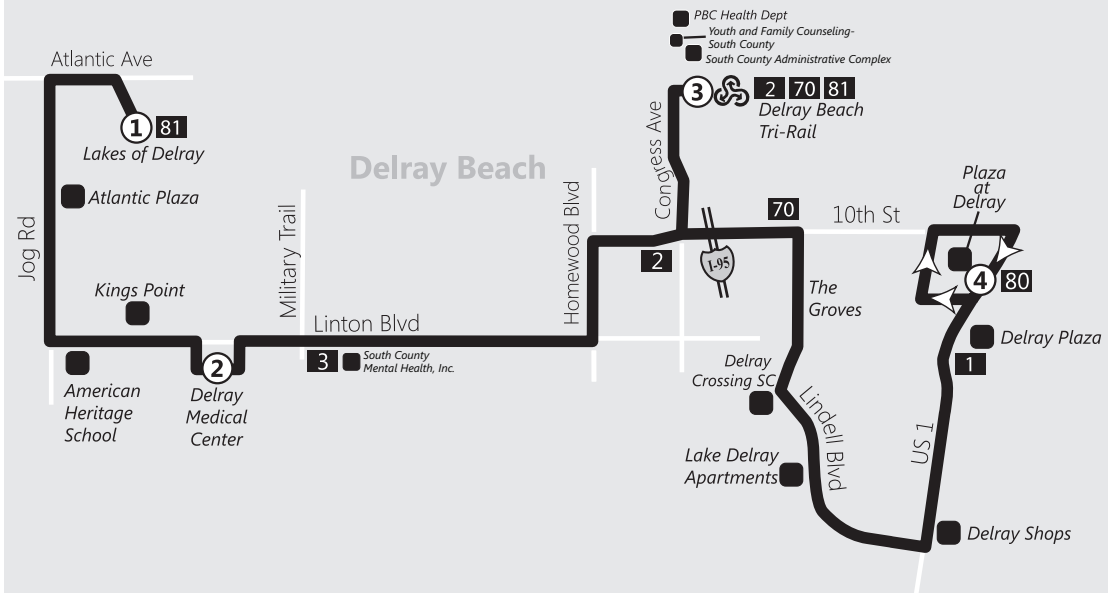 PBC Health Dept
Youth and Family Counseling-
South County
South County Administrative Complex
Atlantic Ave
3
2 70 81
Delray Beach
Tri-Rail
1
81
Lakes of Delray
Congress Ave
Delray Beach
Plaza
at
Delray
Atlantic Plaza
Jog Rd
Military Trail
Homewood Blvd
70
10th St
2
I-95
4
80
Kings Point
The
Groves
Linton Blvd
Delray Plaza
3
South County
Mental Health, Inc.
1
2
Delray
Crossing SC
American
Heritage
School
Delray
Medical
Center
Lindell Blvd
US 1
Lake Delray
Apartments
Delray Shops